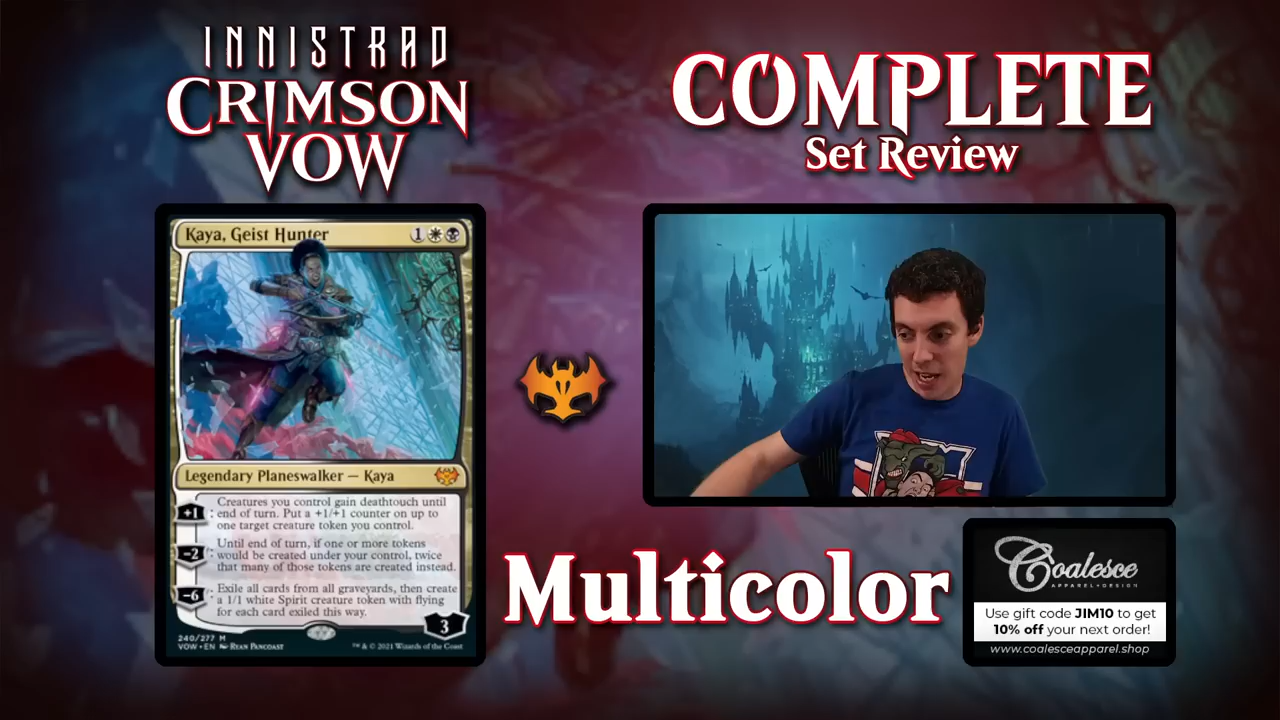 INNISTRAD
CRIMSON
VOW
COMPLETE
Set Review
Kaya, Geist Hunter
1
Legendary Planeswalker — Kaya
+1 : Creatures you control gain deathtouch until
end of turn. Put a +1/+1 counter on up to
one target creature token you control.
−2 : Until end of turn, if one or more tokens
would be created under your control, twice
that many of those tokens are created instead.
−6 : Exile all cards from all graveyards, then create
a 1/1 white Spirit creature token with flying
for each card exiled this way.
3
240/277 M
VOW • EN Ryan Pancoast
™ & © 2021 Wizards of the Coast
Multicolor
Coalesce
APPAREL+DESIGN
Use gift code JIM10 to get
10% off your next order!
www.coalesceapparel.shop